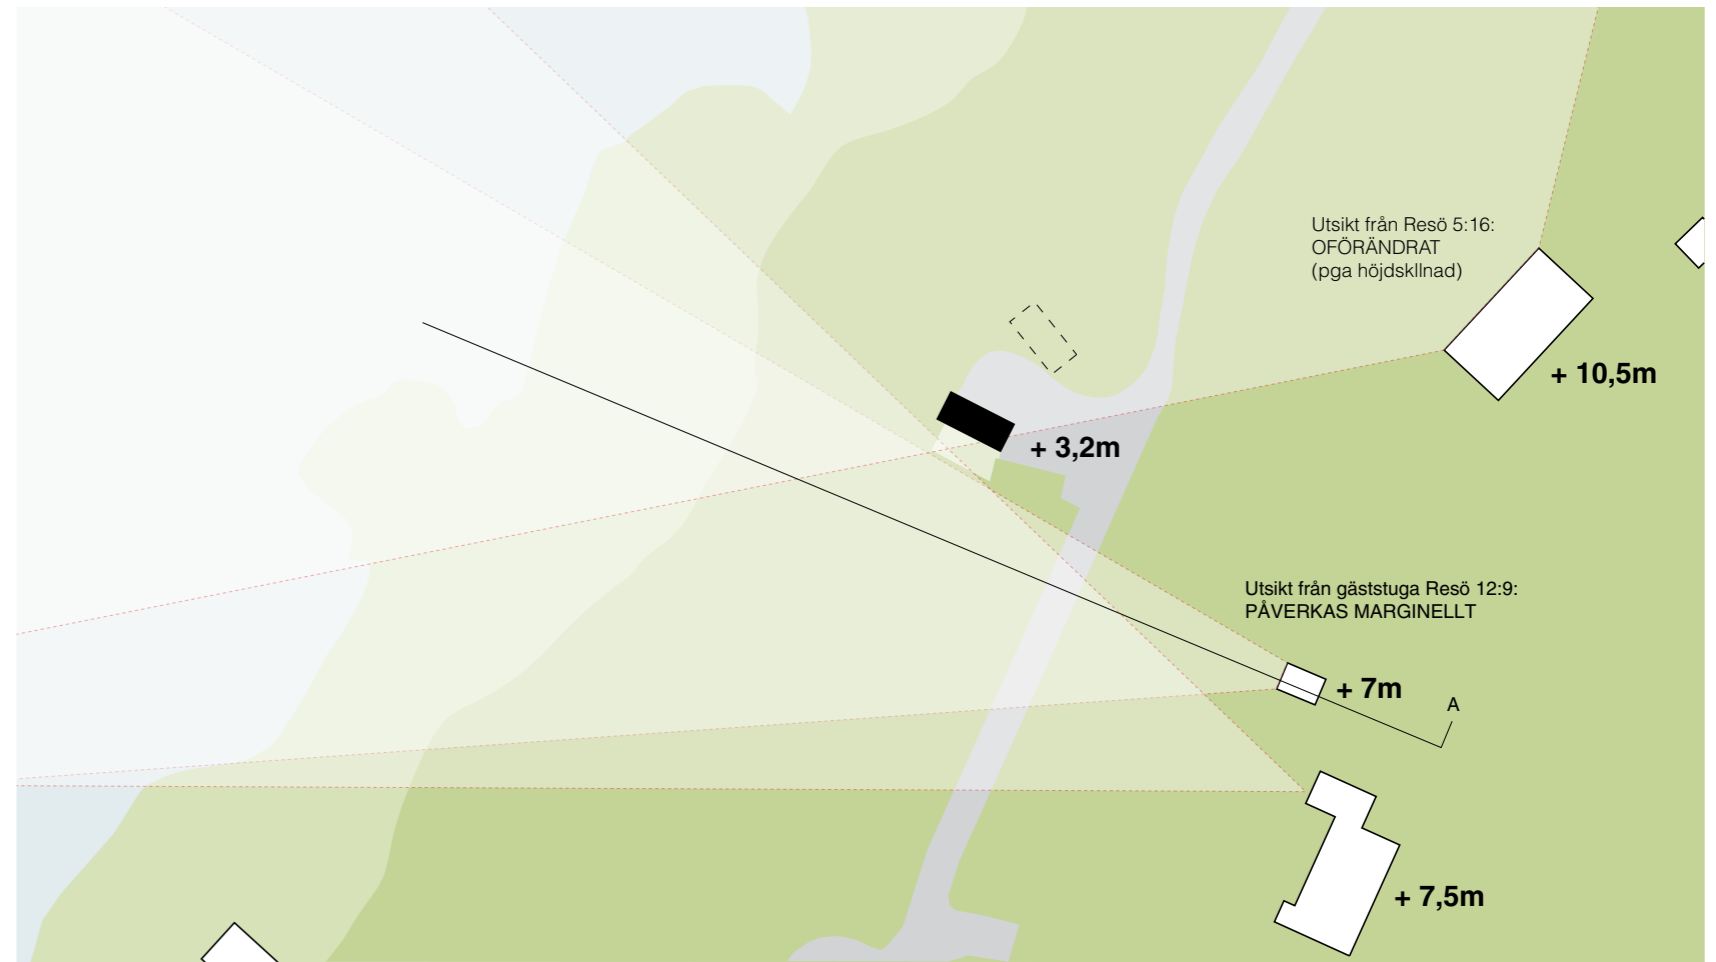 Utsikt från Resö 5:16:
OFÖRÄNDRAT
(pga höjdskllnad)
+ 10,5m
+ 3,2m
Utsikt från gäststuga Resö 12:9:
PÅVERKAS MARGINELLT
+ 7m
A
+ 7,5m